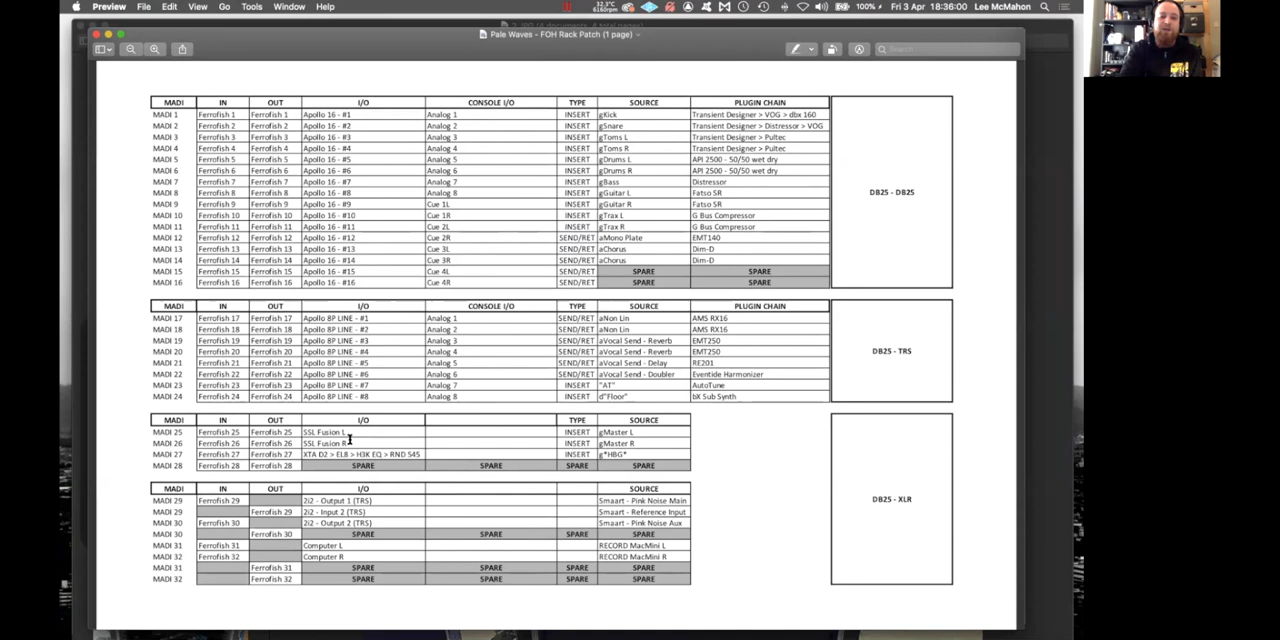 Preview File Edit View Go Tools Window Help 32.3°C 6160rpm 100% Fri 3 Apr 18:36:00 Lee McMahon
Pale Waves - FOH Rack Patch (1 page)
Search
MADI IN OUT I/O CONSOLE I/O TYPE SOURCE PLUGIN CHAIN
MADI 1 Ferrofish 1 Ferrofish 1 Apollo 16 - #1 Analog 1 INSERT gKick Transient Designer > VOG > dbx 160
MADI 2 Ferrofish 2 Ferrofish 2 Apollo 16 - #2 Analog 2 INSERT gSnare Transient Designer > Distressor > VOG
MADI 3 Ferrofish 3 Ferrofish 3 Apollo 16 - #3 Analog 3 INSERT gToms L Transient Designer > Pultec
MADI 4 Ferrofish 4 Ferrofish 4 Apollo 16 - #4 Analog 4 INSERT gToms R Transient Designer > Pultec
MADI 5 Ferrofish 5 Ferrofish 5 Apollo 16 - #5 Analog 5 INSERT gDrums L API 2500 - 50/50 wet dry
MADI 6 Ferrofish 6 Ferrofish 6 Apollo 16 - #6 Analog 6 INSERT gDrums R API 2500 - 50/50 wet dry
MADI 7 Ferrofish 7 Ferrofish 7 Apollo 16 - #7 Analog 7 INSERT gBass Distressor
MADI 8 Ferrofish 8 Ferrofish 8 Apollo 16 - #8 Analog 8 INSERT gGuitar L Fatso SR
DB25 - DB25
MADI 9 Ferrofish 9 Ferrofish 9 Apollo 16 - #9 Cue 1L INSERT gGuitar R Fatso SR
MADI 10 Ferrofish 10 Ferrofish 10 Apollo 16 - #10 Cue 1R INSERT gTrax L G Bus Compressor
MADI 11 Ferrofish 11 Ferrofish 11 Apollo 16 - #11 Cue 2L INSERT gTrax R G Bus Compressor
MADI 12 Ferrofish 12 Ferrofish 12 Apollo 16 - #12 Cue 2R SEND/RET aMono Plate EMT140
MADI 13 Ferrofish 13 Ferrofish 13 Apollo 16 - #13 Cue 3L SEND/RET aChorus Dim-D
MADI 14 Ferrofish 14 Ferrofish 14 Apollo 16 - #14 Cue 3R SEND/RET aChorus Dim-D
MADI 15 Ferrofish 15 Ferrofish 15 Apollo 16 - #15 Cue 4L SEND/RET SPARE SPARE
MADI 16 Ferrofish 16 Ferrofish 16 Apollo 16 - #16 Cue 4R SEND/RET SPARE SPARE
MADI IN OUT I/O CONSOLE I/O TYPE SOURCE PLUGIN CHAIN
MADI 17 Ferrofish 17 Ferrofish 17 Apollo 8P LINE - #1 Analog 1 SEND/RET aNon Lin AMS RX16
MADI 18 Ferrofish 18 Ferrofish 18 Apollo 8P LINE - #2 Analog 2 SEND/RET aNon Lin AMS RX16
MADI 19 Ferrofish 19 Ferrofish 19 Apollo 8P LINE - #3 Analog 3 SEND/RET aVocal Send - Reverb EMT250
MADI 20 Ferrofish 20 Ferrofish 20 Apollo 8P LINE - #4 Analog 4 SEND/RET aVocal Send - Reverb EMT250
DB25 - TRS
MADI 21 Ferrofish 21 Ferrofish 21 Apollo 8P LINE - #5 Analog 5 SEND/RET aVocal Send - Delay RE201
MADI 22 Ferrofish 22 Ferrofish 22 Apollo 8P LINE - #6 Analog 6 SEND/RET aVocal Send - Doubler Eventide Harmonizer
MADI 23 Ferrofish 23 Ferrofish 23 Apollo 8P LINE - #7 Analog 7 INSERT "AT" AutoTune
MADI 24 Ferrofish 24 Ferrofish 24 Apollo 8P LINE - #8 Analog 8 INSERT d"Floor" bX Sub Synth
MADI IN OUT I/O TYPE SOURCE
MADI 25 Ferrofish 25 Ferrofish 25 SSL Fusion L INSERT gMaster L
MADI 26 Ferrofish 26 Ferrofish 26 SSL Fusion R INSERT gMaster R
MADI 27 Ferrofish 27 Ferrofish 27 XTA D2 > EL8 > H3K EQ > RND 545 INSERT g*HBG*
MADI 28 Ferrofish 28 Ferrofish 28 SPARE SPARE SPARE SPARE
MADI IN OUT I/O SOURCE
MADI 29 Ferrofish 29 2i2 - Output 1 (TRS) Smaart - Pink Noise Main
DB25 - XLR
MADI 29 Ferrofish 29 2i2 - Input 2 (TRS) Smaart - Reference Input
MADI 30 Ferrofish 30 2i2 - Output 2 (TRS) Smaart - Pink Noise Aux
MADI 30 Ferrofish 30 SPARE SPARE SPARE SPARE
MADI 31 Ferrofish 31 Computer L RECORD MacMini L
MADI 32 Ferrofish 32 Computer R RECORD MacMini R
MADI 31 Ferrofish 31 SPARE SPARE SPARE SPARE
MADI 32 Ferrofish 32 SPARE SPARE SPARE SPARE